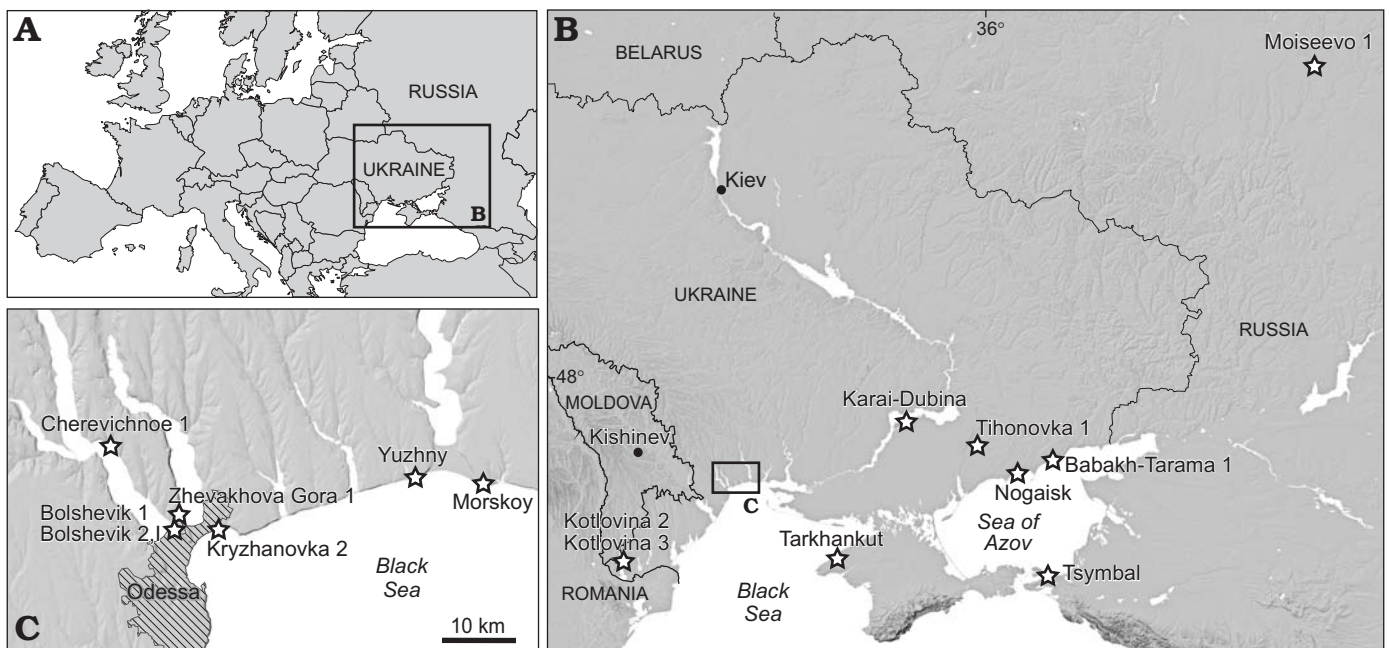 A
RUSSIA
UKRAINE
B
B
36°
BELARUS
Moiseevo 1
Kiev
UKRAINE
RUSSIA
48°
MOLDOVA
Kishinev
Karai-Dubina
Tihonovka 1
Babakh-Tarama 1
Nogaisk
C
Sea of
Azov
Kotlovina 2
Kotlovina 3
Tarkhankut
Tsymbal
ROMANIA
Black
Sea
Cherevichnoe 1
Yuzhny
Morskoy
Zhevakhova Gora 1
Bolshevik 1
Bolshevik 2,I
Kryzhanovka 2
Black
Sea
Odessa
C
10 km